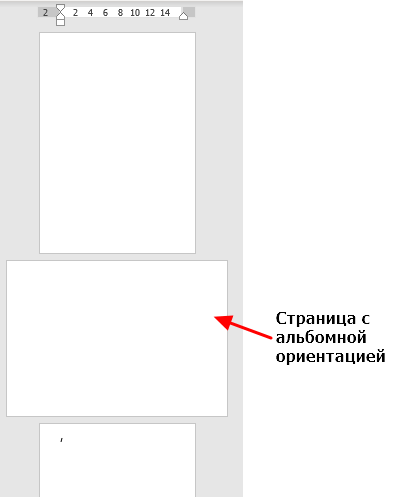 2 2 4 6 8 10 12 14
Страница с
альбомной
ориентацией
,